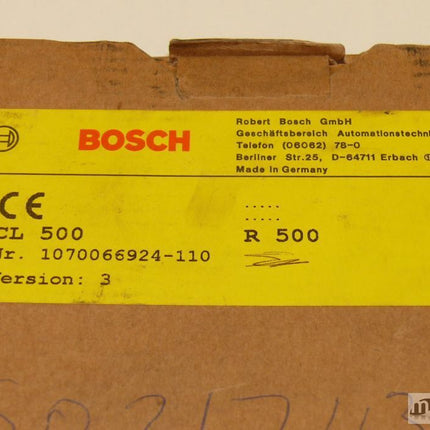 BOSCH
Robert Bosch GmbH
Geschäftsbereich Automationstechni
Telefon (06062) 78-0
Berliner Str.25, D-64711 Erbach
Made in Germany
CE
CL 500
R 500
Nr. 1070066924-110
Version: 3